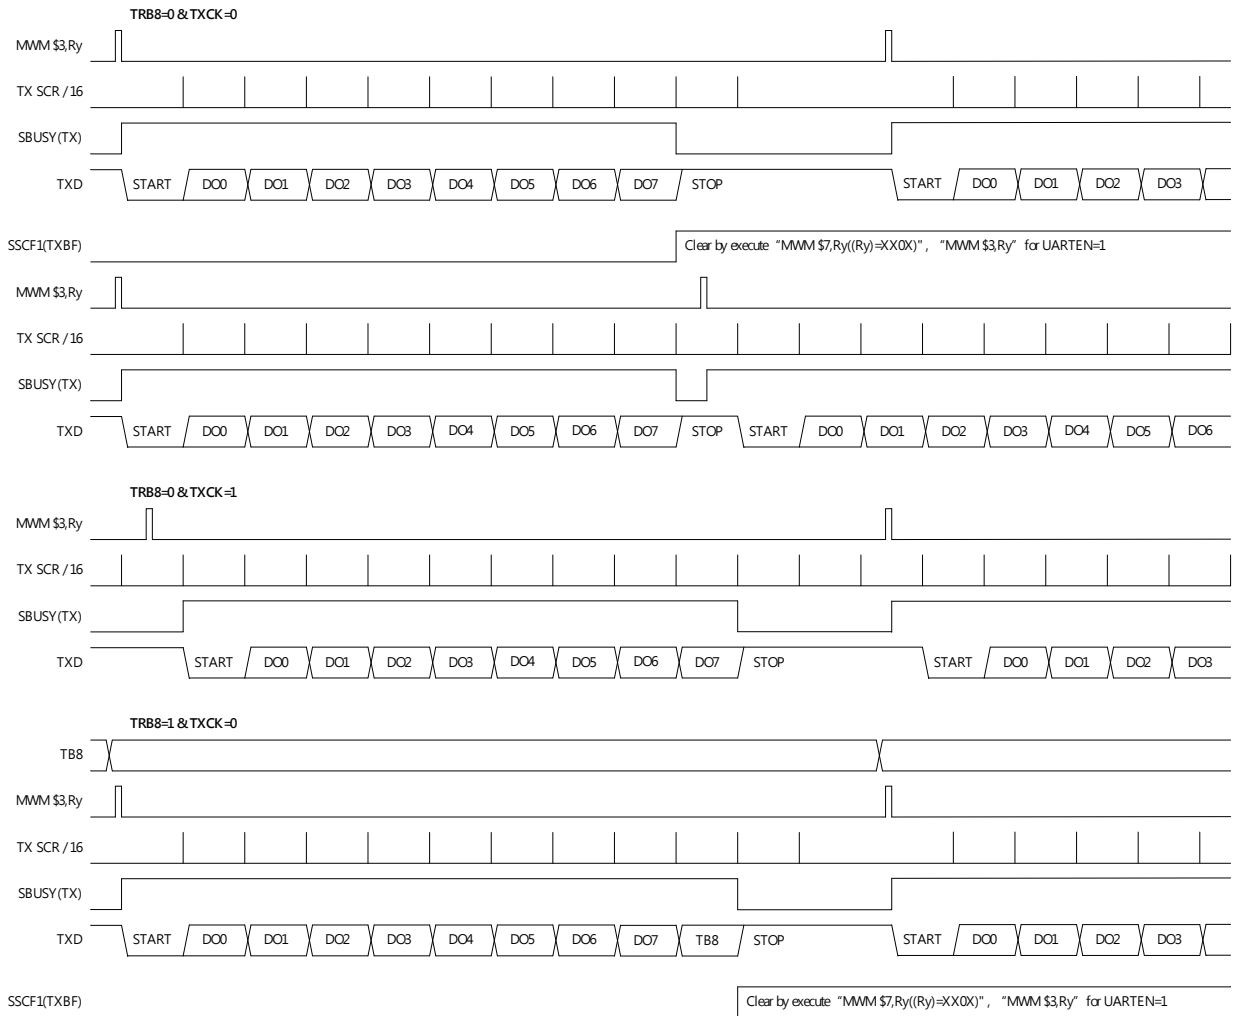 TRB8=0 & TXCK=0
MWM $3,Ry
TX SCR / 16
SBUSY(TX)
TXD START DO0 DO1 DO2 DO3 DO4 DO5 DO6 DO7 STOP START DO0 DO1 DO2 DO3
SSCF1(TXBF) Clear by execute "MWM $7,Ry((Ry)=XX0X)", "MWM $3,Ry" for UARTEN=1
MWM $3,Ry
TX SCR / 16
SBUSY(TX)
TXD START DO0 DO1 DO2 DO3 DO4 DO5 DO6 DO7 STOP START DO0 DO1 DO2 DO3 DO4 DO5 DO6
TRB8=0 & TXCK=1
MWM $3,Ry
TX SCR / 16
SBUSY(TX)
TXD START DO0 DO1 DO2 DO3 DO4 DO5 DO6 DO7 STOP START DO0 DO1 DO2 DO3
TRB8=1 & TXCK=0
TB8
MWM $3,Ry
TX SCR / 16
SBUSY(TX)
TXD START DO0 DO1 DO2 DO3 DO4 DO5 DO6 DO7 TB8 STOP START DO0 DO1 DO2 DO3
SSCF1(TXBF) Clear by execute "MWM $7,Ry((Ry)=XX0X)", "MWM $3,Ry" for UARTEN=1